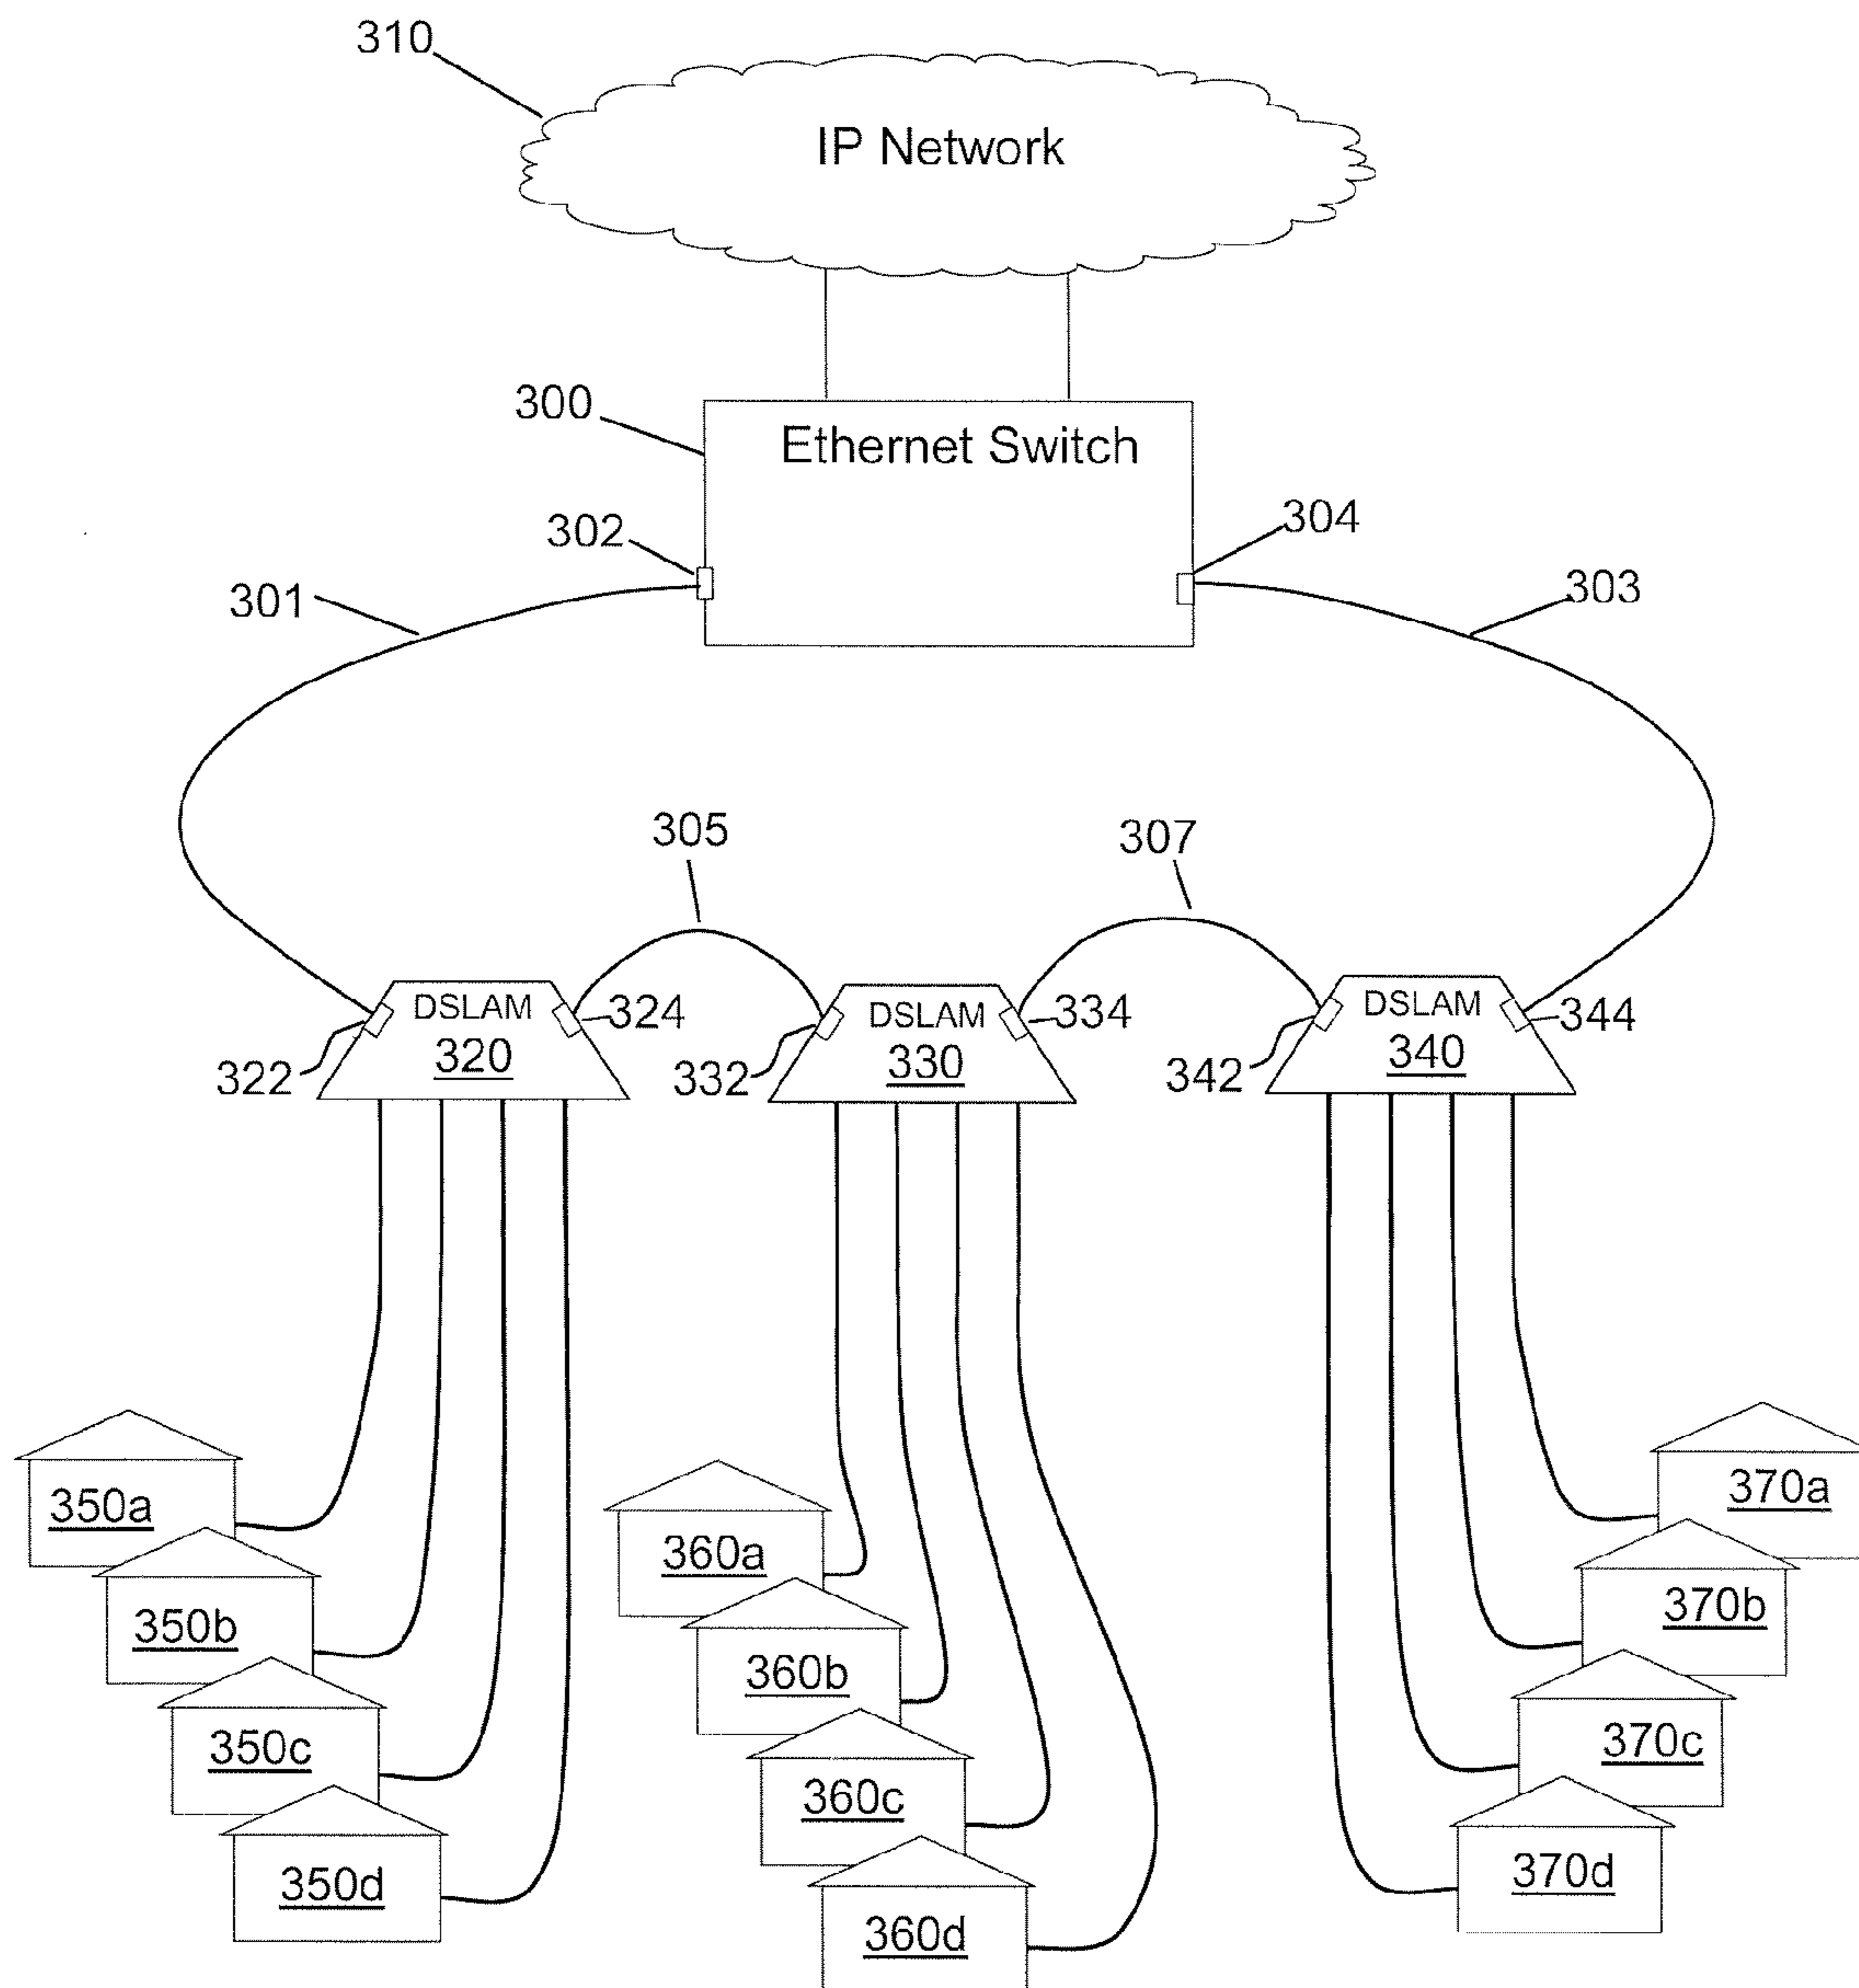 310
IP Network
300
Ethernet Switch
302
304
301
303
305
307
DSLAM
320
322
324
DSLAM
330
332
334
DSLAM
340
342
344
350a
350b
350c
350d
360a
360b
360c
360d
370a
370b
370c
370d